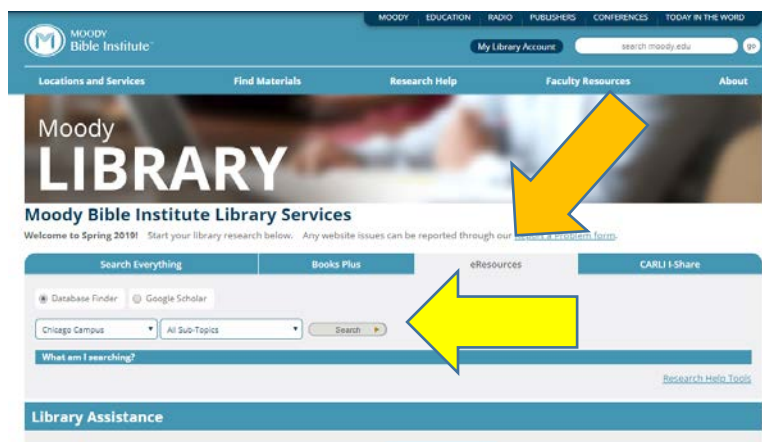 MOODY EDUCATION RADIO PUBLISHERS CONFERENCES TODAY IN THE WORD
MOODY
Bible Institute
My Library Account search moody.edu go
Locations and Services Find Materials Research Help Faculty Resources About
Moody
LIBRARY
Moody Bible Institute Library Services
Welcome to Spring 2019! Start your library research below. Any website issues can be reported through our Report a Problem form.
Search Everything Books Plus eResources CARLI I-Share
Database Finder Google Scholar
Chicago Campus All Sub-Topics Search
What am I searching?
Research Help Tools
Library Assistance